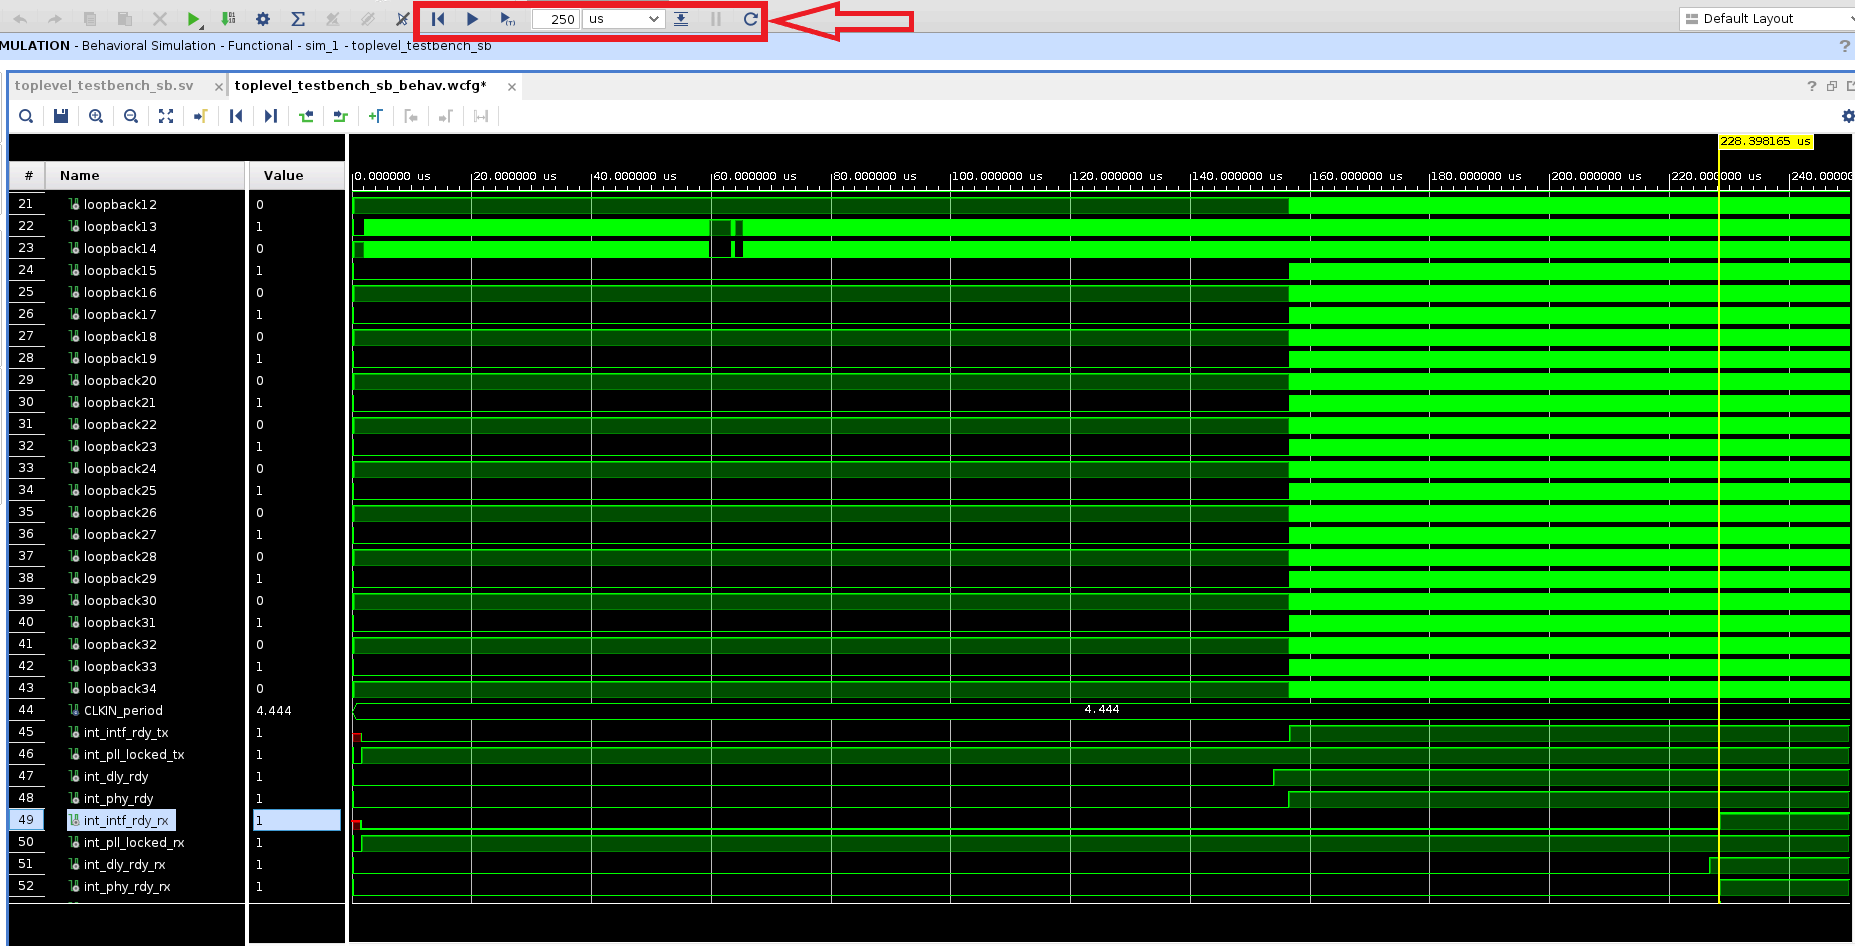 250 us Default Layout
MULATION - Behavioral Simulation - Functional - sim_1 - toplevel_testbench_sb ?
toplevel_testbench_sb.sv × toplevel_testbench_sb_behav.wcfg* × ?
228.398165 us
# Name Value 0.000000 us 20.000000 us 40.000000 us 60.000000 us 80.000000 us 100.000000 us 120.000000 us 140.000000 us 160.000000 us 180.000000 us 200.000000 us 220.000000 us 240.0000
21 loopback12 0
22 loopback13 1
23 loopback14 0
24 loopback15 1
25 loopback16 0
26 loopback17 1
27 loopback18 0
28 loopback19 1
29 loopback20 0
30 loopback21 1
31 loopback22 0
32 loopback23 1
33 loopback24 0
34 loopback25 1
35 loopback26 0
36 loopback27 1
37 loopback28 0
38 loopback29 1
39 loopback30 0
40 loopback31 1
41 loopback32 0
42 loopback33 1
43 loopback34 0
44 CLKIN_period 4.444 4.444
45 int_intf_rdy_tx 1
46 int_pll_locked_tx 1
47 int_dly_rdy 1
48 int_phy_rdy 1
49 int_intf_rdy_rx 1
50 int_pll_locked_rx 1
51 int_dly_rdy_rx 1
52 int_phy_rdy_rx 1